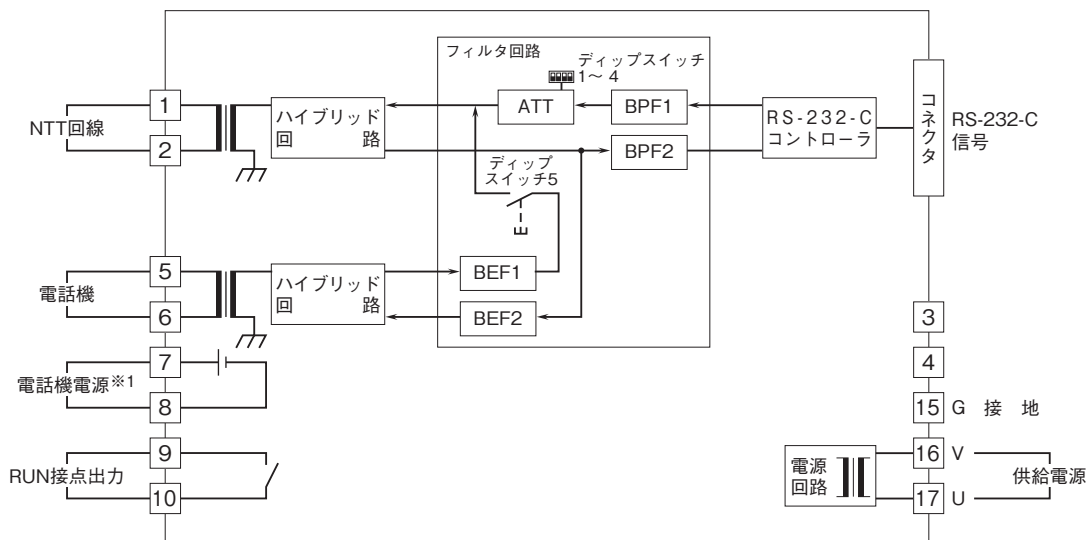 フィルタ回路
ディップスイッチ
1~ 4
1
2
NTT回線
ハイブリッド
回 路
ATT
BPF1
BPF2
RS-232-C
コントローラ
コネクタ
RS-232-C
信号
ディップ
スイッチ5
5
6
電話機
ハイブリッド
回 路
BEF1
BEF2
3
4
7
8
電話機電源※1
15 G 接 地
9
10
RUN接点出力
電源
回路
16 V
17 U
供給電源